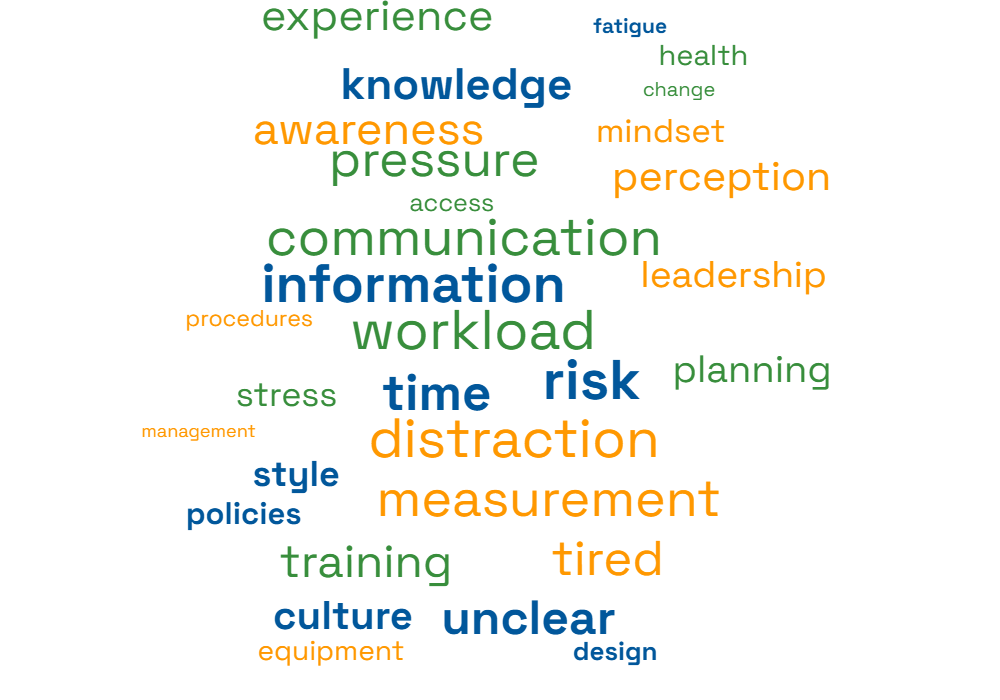 experience
fatigue
health
knowledge
change
awareness
mindset
pressure
perception
access
communication
information
leadership
procedures
workload
risk
planning
time
stress
management
distraction
style
measurement
policies
training
tired
culture
unclear
equipment
design